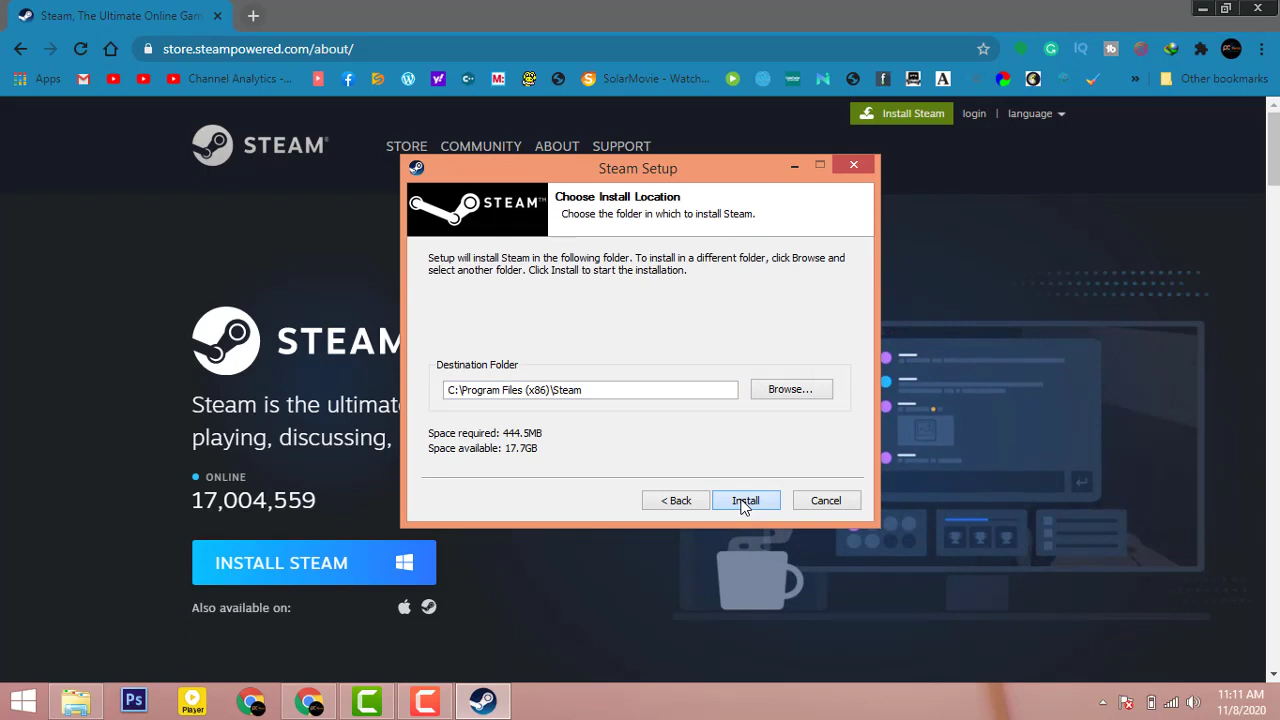 Steam, The Ultimate Online Gam
store.steampowered.com/about/
Apps
Channel Analytics -...
SolarMovie - Watch...
Other bookmarks
Install Steam
login
language
STEAM
STORE
COMMUNITY
ABOUT
SUPPORT
Steam Setup
STEAM™
Choose Install Location
Choose the folder in which to install Steam.
Setup will install Steam in the following folder. To install in a different folder, click Browse and
select another folder. Click Install to start the installation.
Destination Folder
C:\Program Files (x86)\Steam
Browse...
Space required: 444.5MB
Space available: 17.7GB
< Back
Install
Cancel
STEAM
Steam is the ultimat
playing, discussing,
ONLINE
17,004,559
INSTALL STEAM
Also available on:
Ps
Player
11:11 AM
11/8/2020